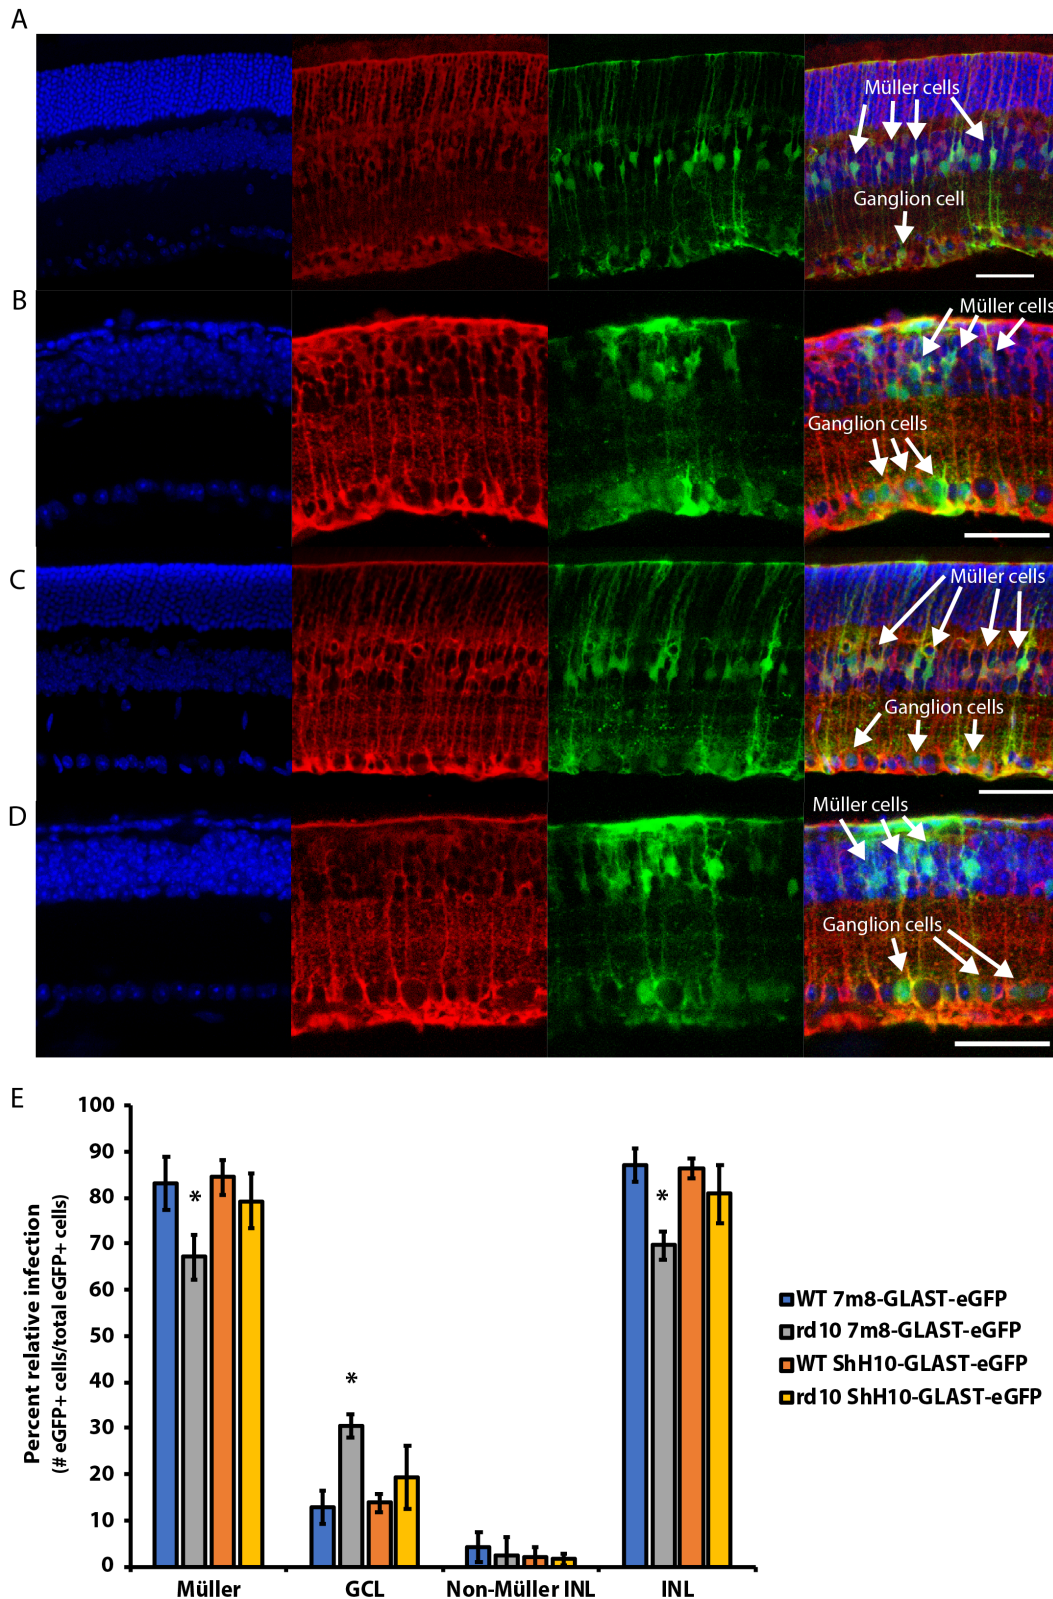 A
Müller cells
Ganglion cell
B
Müller cells
Ganglion cells
C
Müller cells
Ganglion cells
D
Müller cells
Ganglion cells
E
Percent relative infection
(# eGFP+ cells/total eGFP+ cells)
100
90
80
70
60
50
40
30
20
10
0
*
*
*
Müller
GCL
Non-Müller INL
INL
WT 7m8-GLAST-eGFP
rd10 7m8-GLAST-eGFP
WT ShH10-GLAST-eGFP
rd10 ShH10-GLAST-eGFP